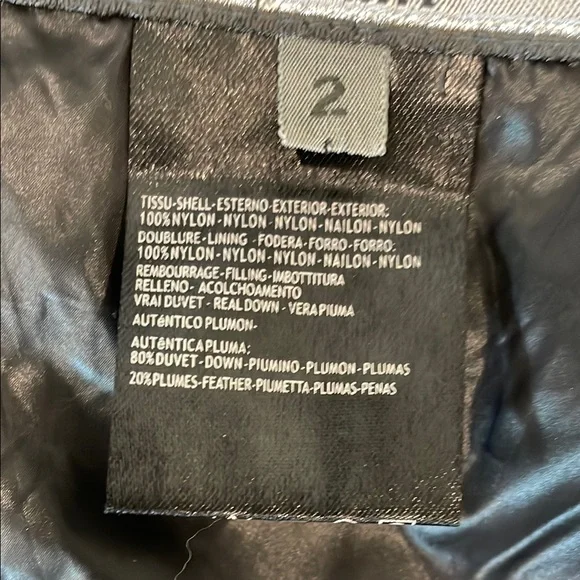 2
TISSU-SHELL-ESTERNO-EXTERIOR-EXTERIOR:
100%NYLON-NYLON-NYLON-NAILON-NYLON
DOUBLURE-LINING-FODERA-FORRO-FORRO:
100%NYLON-NYLON-NYLON-NAILON-NYLON
REMBOURRAGE-FILLING-IMBOTTITURA
RELLENO-ACOLCHOAMENTO
VRAI DUVET-REAL DOWN-VERA PIUMA
AUTéNTICO PLUMON-
AUTéNTICA PLUMA:
80%DUVET-DOWN-PIUMINO-PLUMON-PLUMAS
20%PLUMES-FEATHER-PIUMETTA-PLUMAS-PENAS